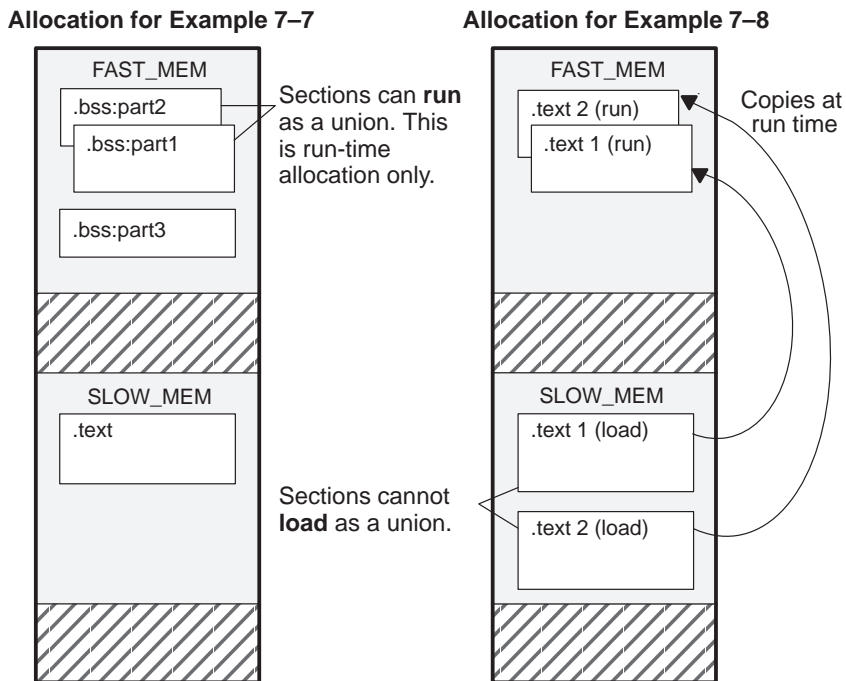 Allocation for Example 7–7
FAST_MEM
.bss:part2
.bss:part1
.bss:part3
SLOW_MEM
.text
Sections can run
as a union. This
is run-time
allocation only.
Sections cannot
load as a union.
Allocation for Example 7–8
FAST_MEM
.text 2 (run)
.text 1 (run)
SLOW_MEM
.text 1 (load)
.text 2 (load)
Copies at
run time